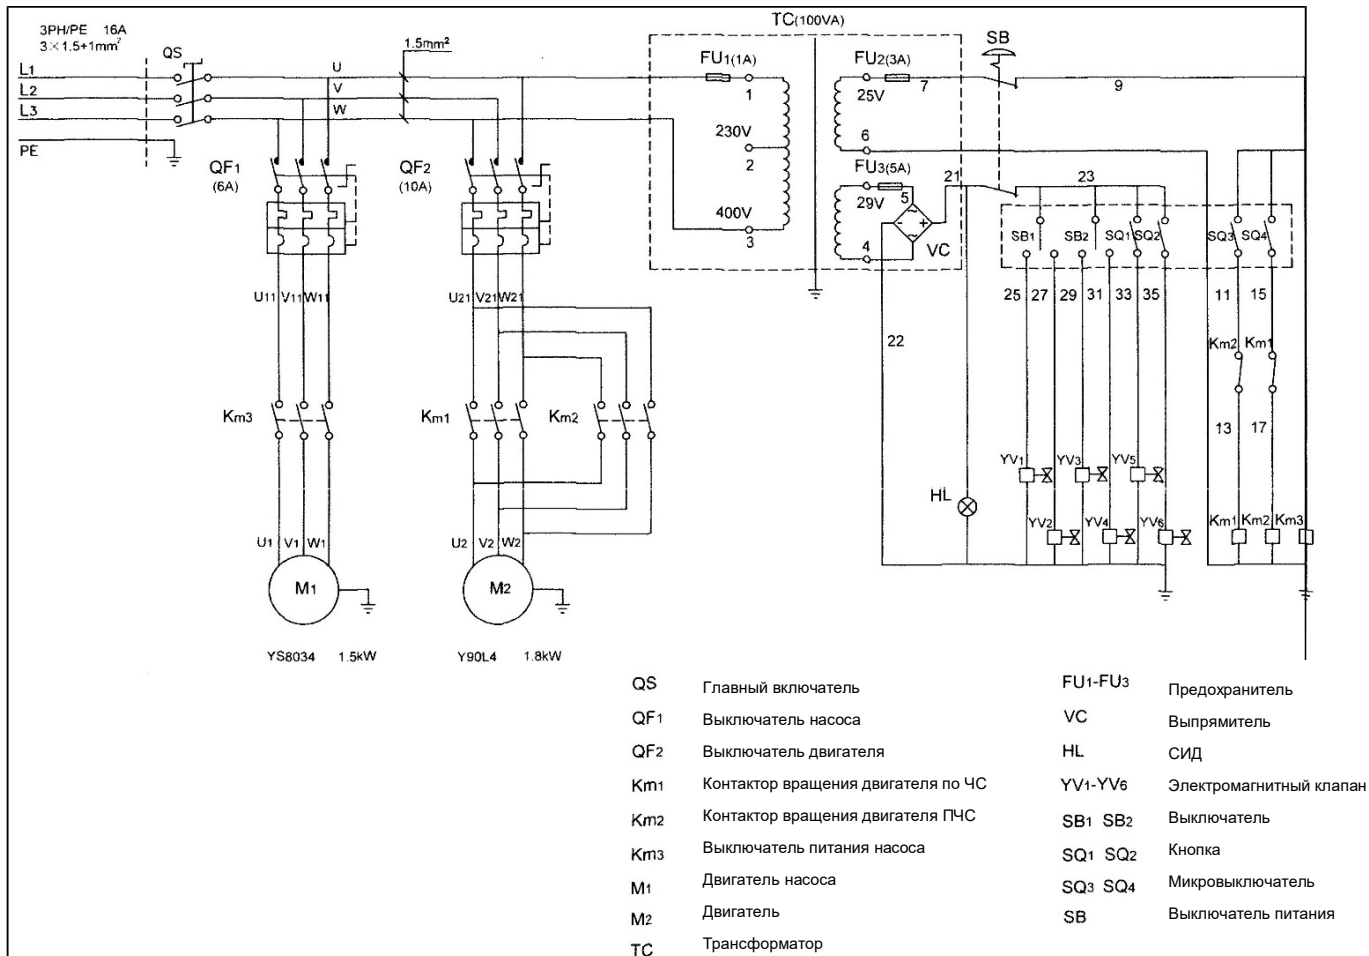 TC(100VA)
3PH/PE 16A
3×1.5+1mm²
QS
1.5mm²
SB
L1
U
FU1(1A)
FU2(3A)
L2
V
1
25V
7
9
L3
W
230V
6
PE
2
QF1
(6A)
QF2
(10A)
FU3(5A)
21
23
400V
29V
5
3
4
VC
SB1
SB2
SQ1
SQ2
SQ3
SQ4
U11
V11
W11
U21
V21
W21
25
27
29
31
33
35
11
15
22
Km2
Km1
Km3
Km1
Km2
13
17
YV1
YV3
YV5
HL
YV2
YV4
YV6
Km1
Km2
Km3
U1
V1
W1
U2
V2
W2
M1
M2
YS8034 1.5kW
Y90L4 1.8kW
QS Главный включатель
QF1 Выключатель насоса
QF2 Выключатель двигателя
Km1 Контактор вращения двигателя по ЧС
Km2 Контактор вращения двигателя ПЧС
Km3 Выключатель питания насоса
M1 Двигатель насоса
M2 Двигатель
TC Трансформатор
FU1-FU3 Предохранитель
VC Выпрямитель
HL СИД
YV1-YV6 Электромагнитный клапан
SB1 SB2 Выключатель
SQ1 SQ2 Кнопка
SQ3 SQ4 Микровыключатель
SB Выключатель питания